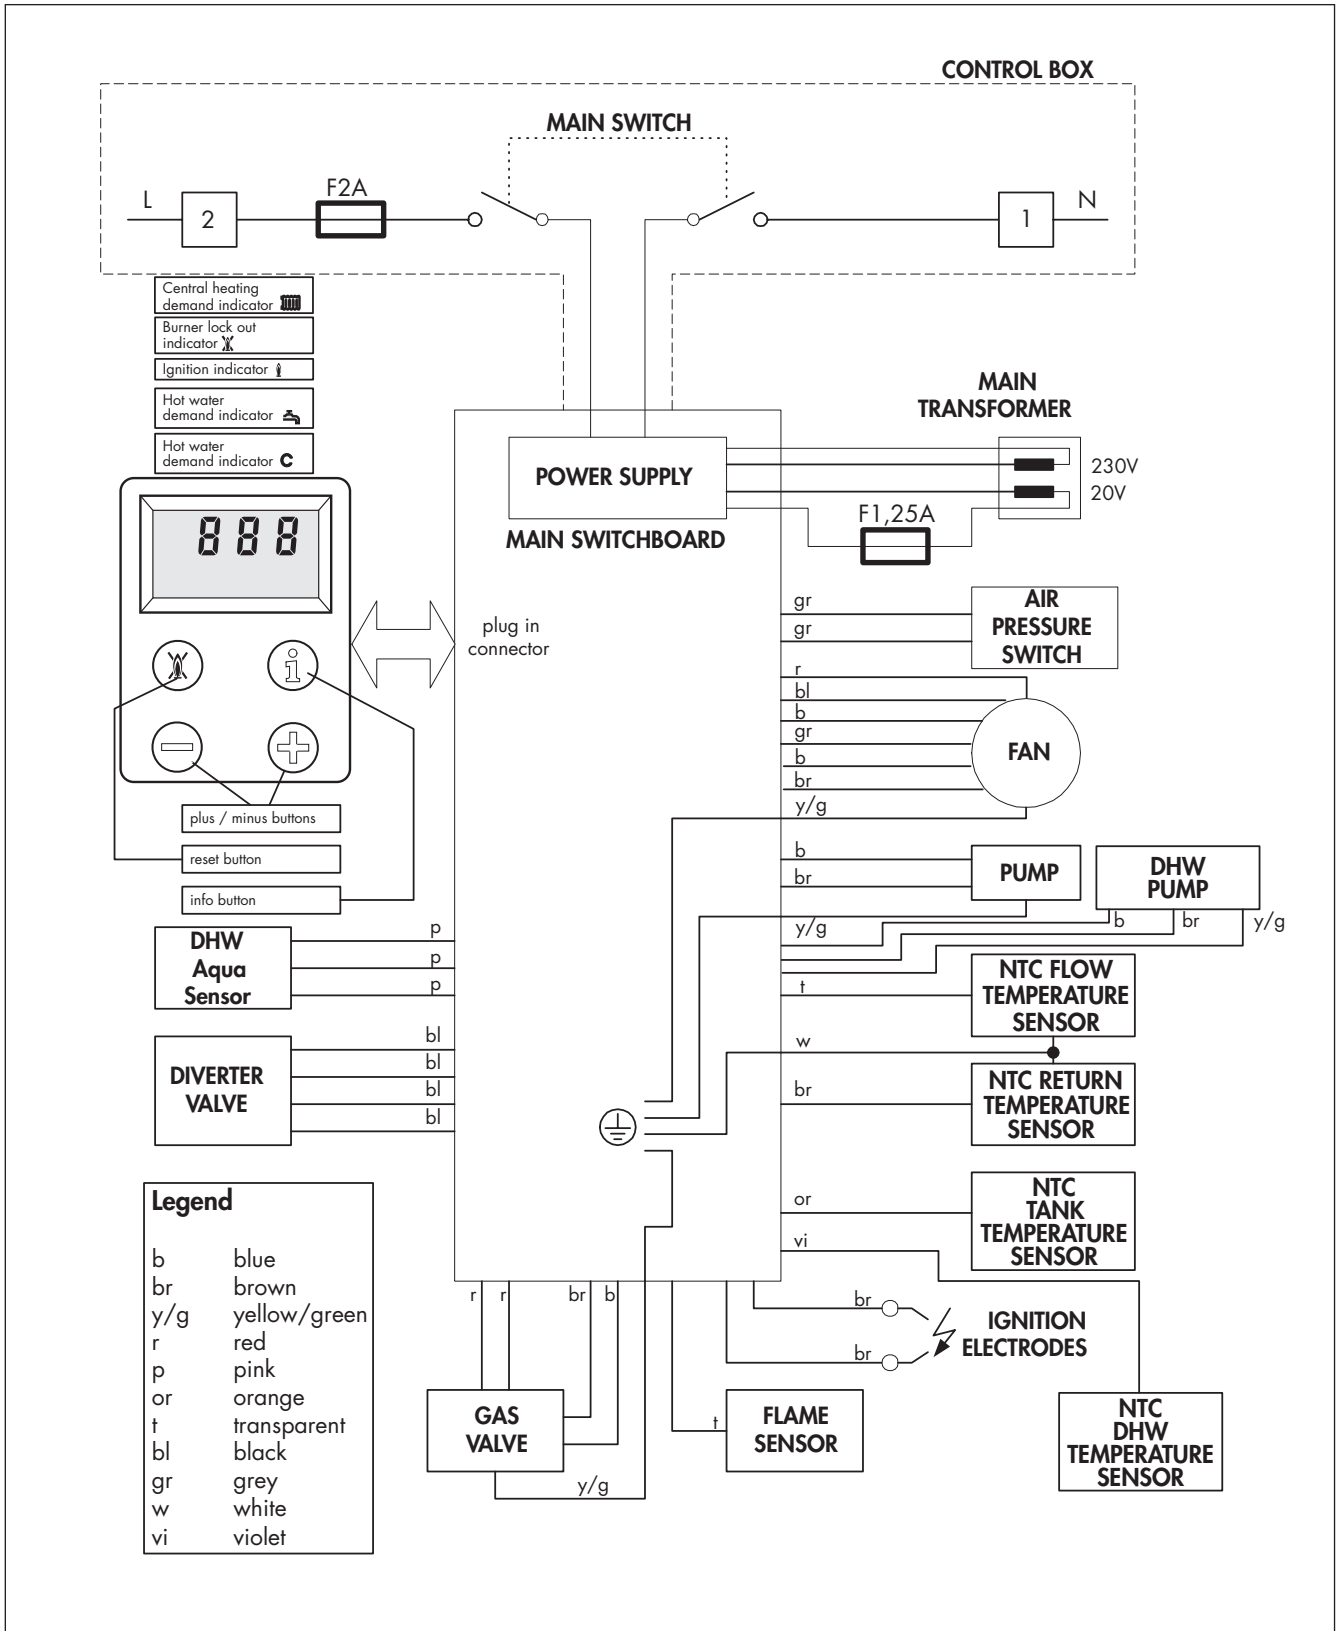 CONTROL BOX
MAIN SWITCH
L
2
F2A
1
N
Central heating
demand indicator
Burner lock out
indicator
Ignition indicator
Hot water
demand indicator
Hot water
demand indicator C
888
i
plus / minus buttons
reset button
info button
plug in
connector
POWER SUPPLY
MAIN SWITCHBOARD
MAIN
TRANSFORMER
230V
20V
F1,25A
gr
gr
AIR
PRESSURE
SWITCH
r
bl
b
gr
b
br
y/g
FAN
b
br
y/g
PUMP
DHW
PUMP
b
br
y/g
t
NTC FLOW
TEMPERATURE
SENSOR
w
br
NTC RETURN
TEMPERATURE
SENSOR
or
NTC
TANK
TEMPERATURE
SENSOR
vi
DHW
Aqua
Sensor
p
p
p
DIVERTER
VALVE
bl
bl
bl
bl
Legend
b blue
br brown
y/g yellow/green
r red
p pink
or orange
t transparent
bl black
gr grey
w white
vi violet
r
r
br
b
GAS
VALVE
y/g
t
FLAME
SENSOR
br
br
IGNITION
ELECTRODES
NTC
DHW
TEMPERATURE
SENSOR